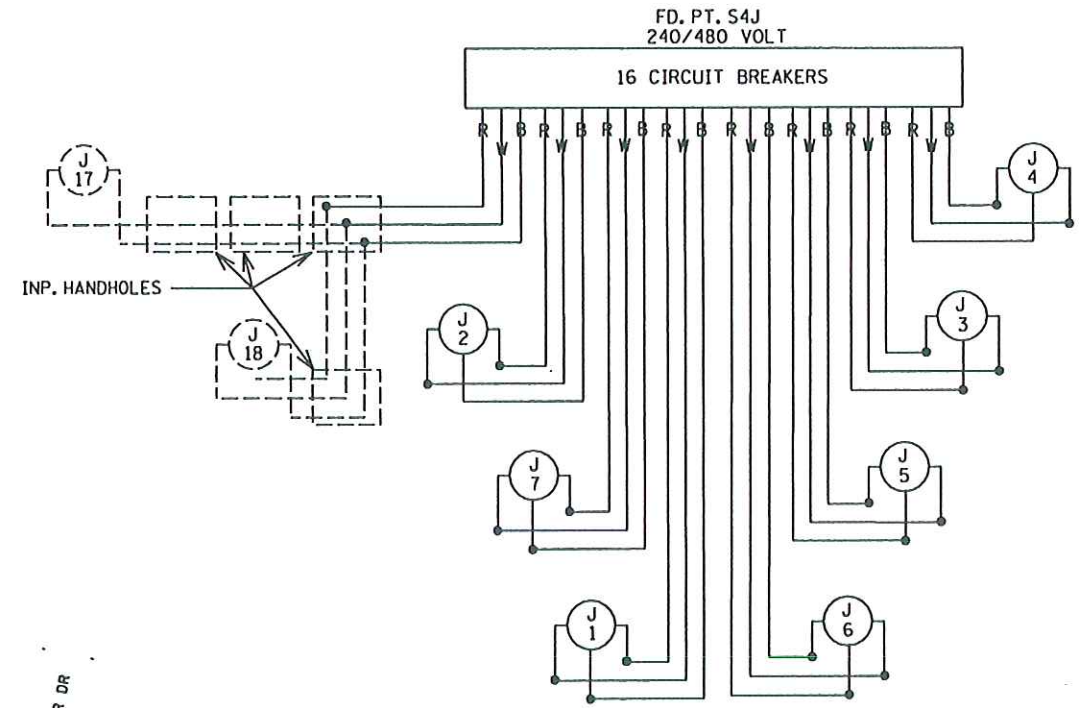 FD. PT. S4J
240/480 VOLT
16 CIRCUIT BREAKERS
R W B R W B R W B R W B R W B R W B R W B R W B
J
17
J
4
INP. HANDHOLES
J
18
J
2
J
3
J
7
J
5
J
1
J
6
R DR